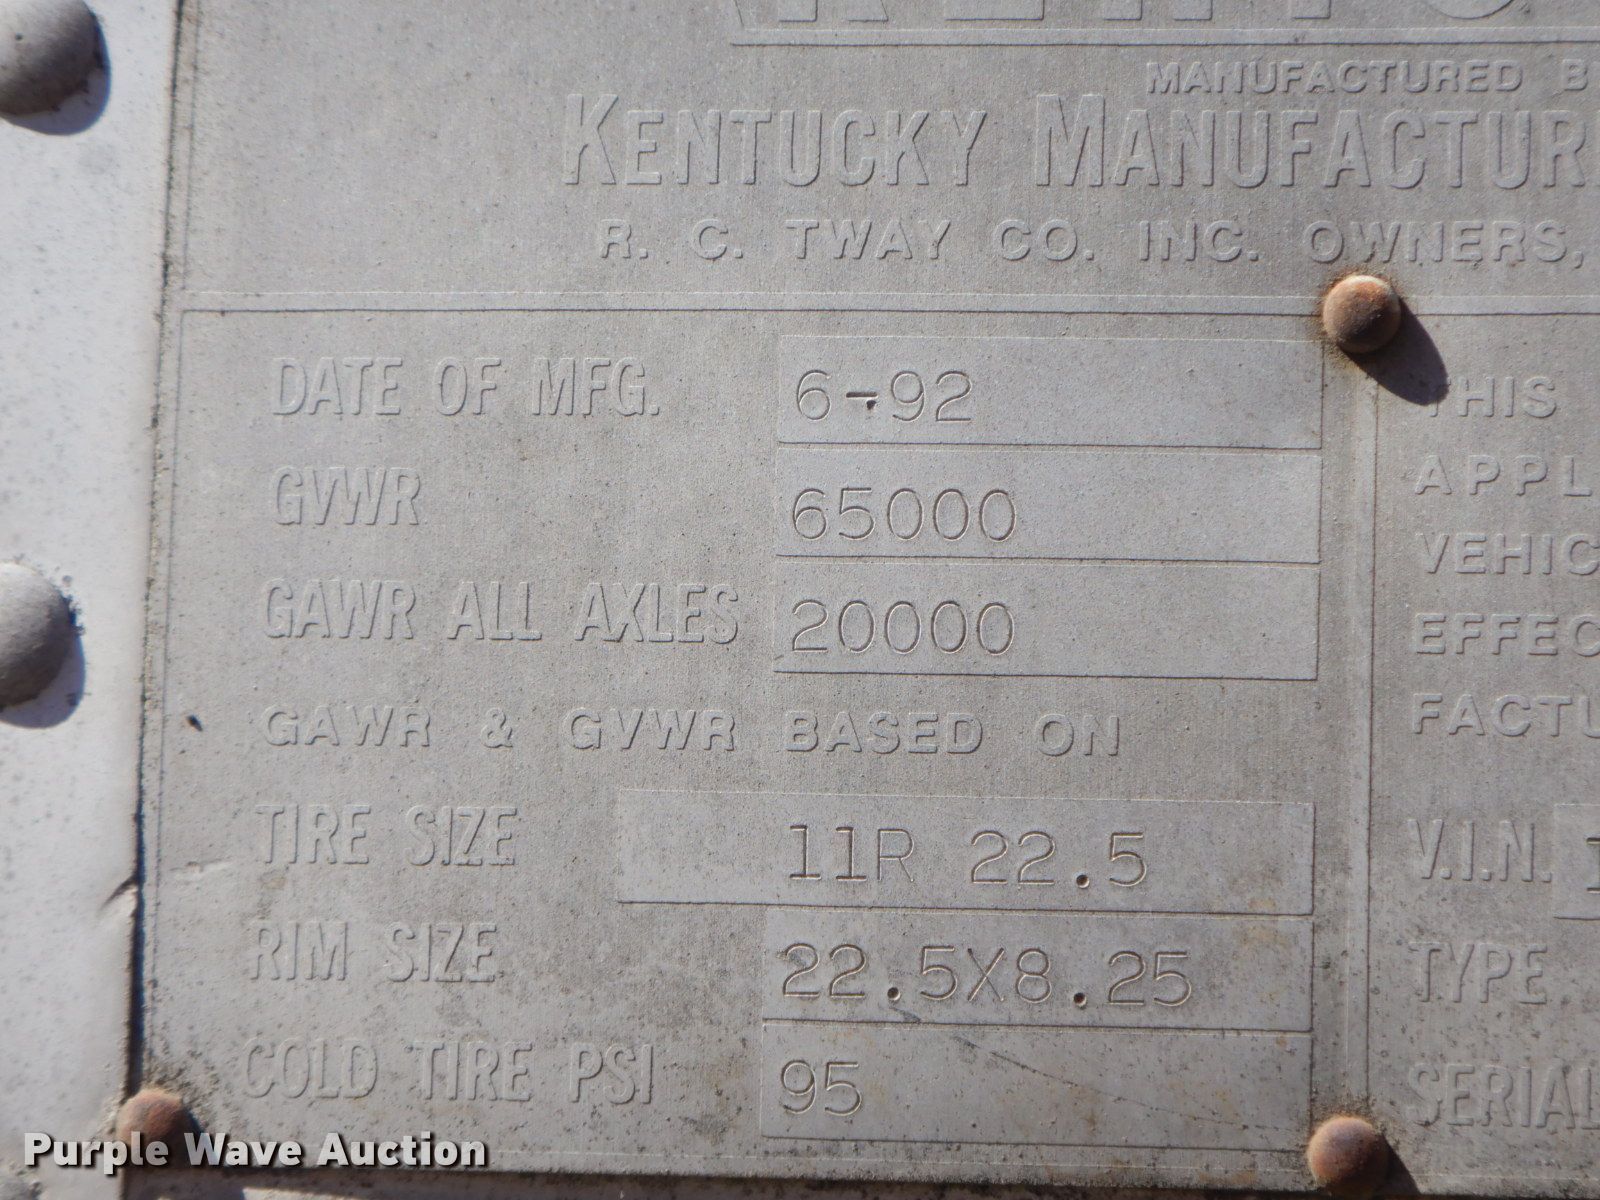 MANUFACTURED B
KENTUCKY MANUFACTUR
R. C. TWAY CO. INC. OWNERS,
DATE OF MFG. 6-92
GVWR 65000
GAWR ALL AXLES 20000
GAWR & GVWR BASED ON
TIRE SIZE 11R 22.5
RIM SIZE 22.5X8.25
COLD TIRE PSI 95
THIS
APPL
VEHIC
EFFEC
FACTU
V.I.N. 1
TYPE
SERIAL
Purple Wave Auction